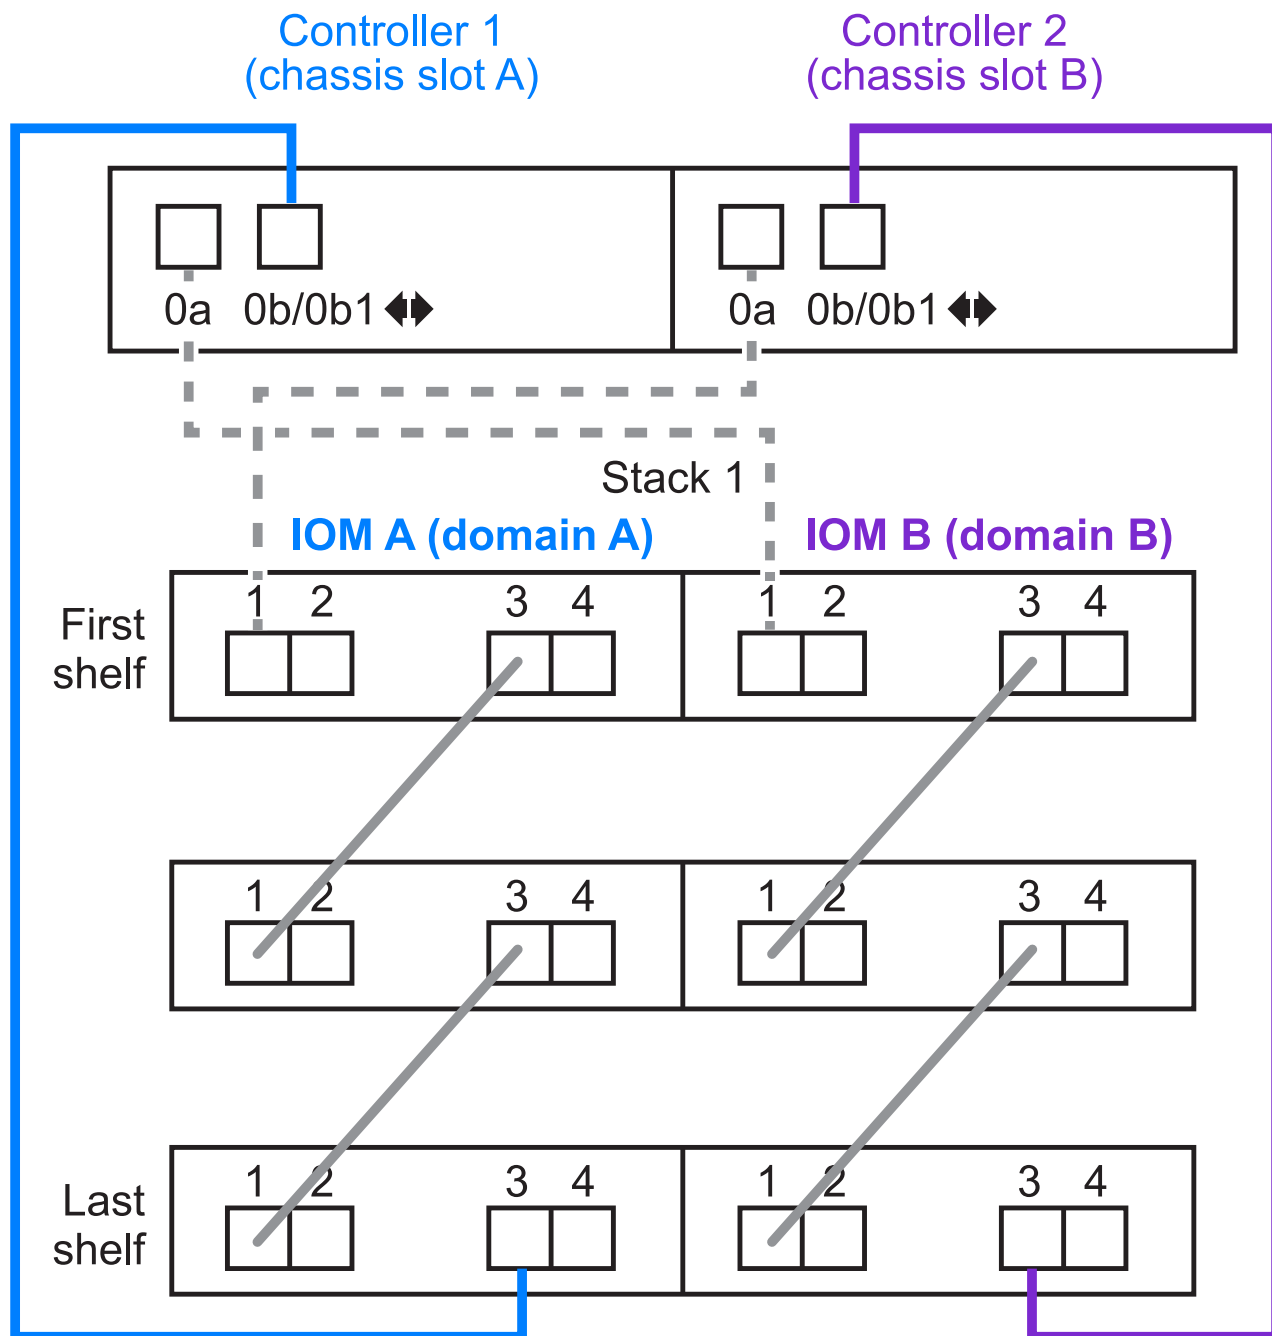 Controller 1
(chassis slot A)
Controller 2
(chassis slot B)
0a 0b/0b1
0a 0b/0b1
Stack 1
IOM A (domain A)
IOM B (domain B)
First
shelf
1 2 3 4
1 2 3 4
1 2 3 4
1 2 3 4
Last
shelf
1 2 3 4
1 2 3 4